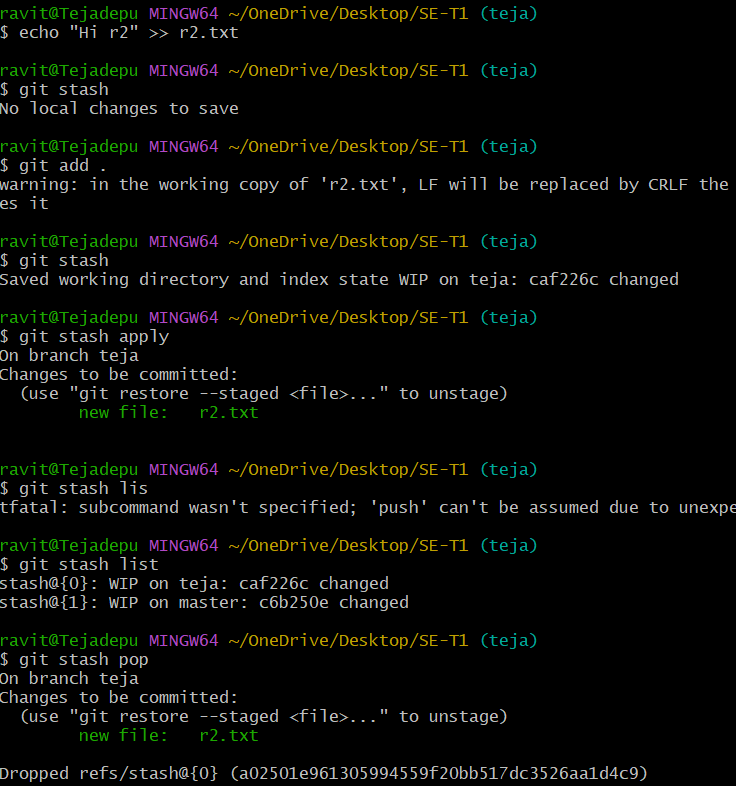 ravit@Tejadepu MINGW64 ~/OneDrive/Desktop/SE-T1 (teja)
$ echo "Hi r2" >> r2.txt
ravit@Tejadepu MINGW64 ~/OneDrive/Desktop/SE-T1 (teja)
$ git stash
No local changes to save
ravit@Tejadepu MINGW64 ~/OneDrive/Desktop/SE-T1 (teja)
$ git add .
warning: in the working copy of 'r2.txt', LF will be replaced by CRLF the
es it
ravit@Tejadepu MINGW64 ~/OneDrive/Desktop/SE-T1 (teja)
$ git stash
Saved working directory and index state WIP on teja: caf226c changed
ravit@Tejadepu MINGW64 ~/OneDrive/Desktop/SE-T1 (teja)
$ git stash apply
On branch teja
Changes to be committed:
  (use "git restore --staged <file>..." to unstage)
        new file:   r2.txt
ravit@Tejadepu MINGW64 ~/OneDrive/Desktop/SE-T1 (teja)
$ git stash lis
tfatal: subcommand wasn't specified; 'push' can't be assumed due to unexpe
ravit@Tejadepu MINGW64 ~/OneDrive/Desktop/SE-T1 (teja)
$ git stash list
stash@{0}: WIP on teja: caf226c changed
stash@{1}: WIP on master: c6b250e changed
ravit@Tejadepu MINGW64 ~/OneDrive/Desktop/SE-T1 (teja)
$ git stash pop
On branch teja
Changes to be committed:
  (use "git restore --staged <file>..." to unstage)
        new file:   r2.txt
Dropped refs/stash@{0} (a02501e961305994559f20bb517dc3526aa1d4c9)